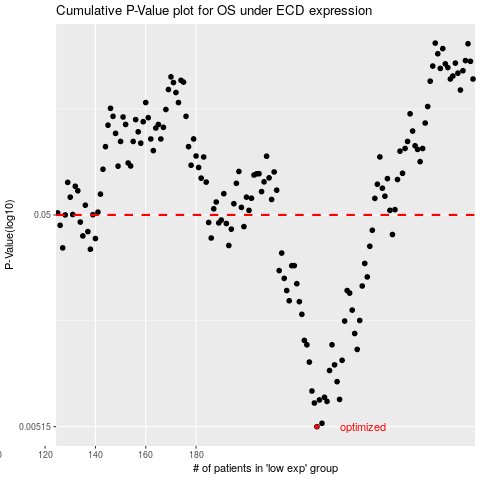 Cumulative P-Value plot for OS under ECD expression
P-Value(log10)
0.05
0.00515
optimized
0 120 140 160 180
# of patients in 'low exp' group